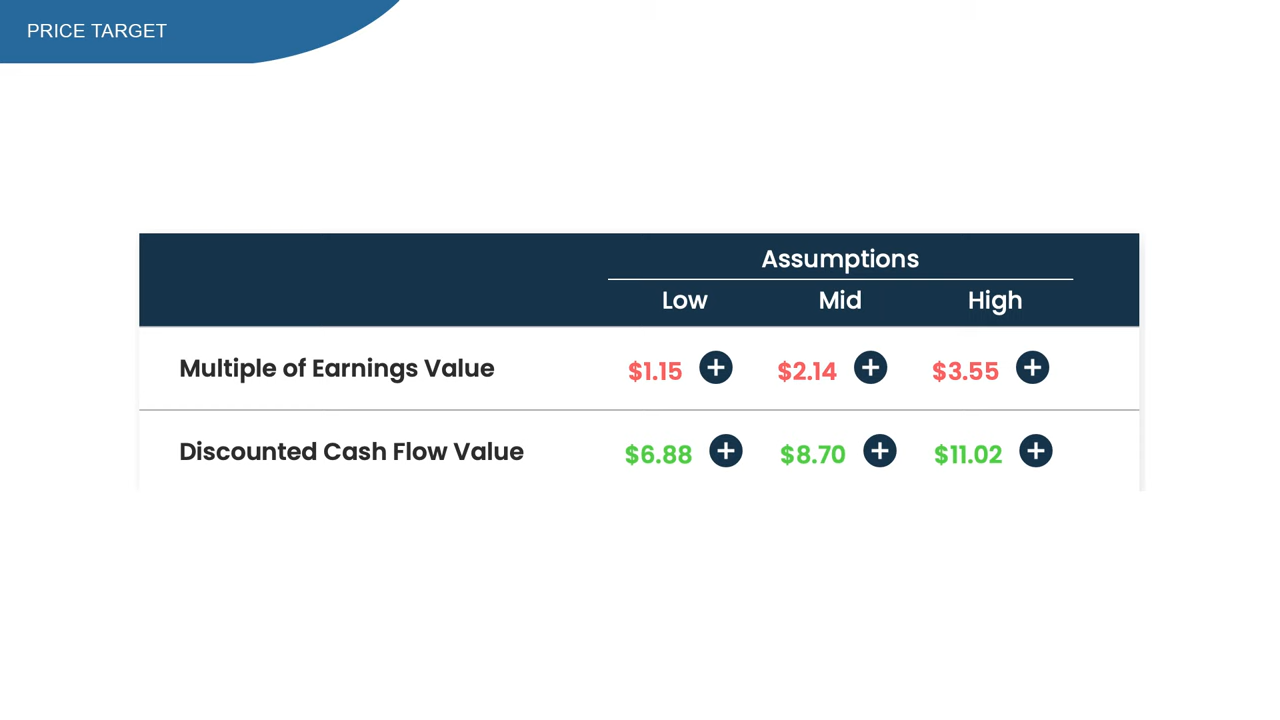 PRICE TARGET
Assumptions
Low Mid High
Multiple of Earnings Value $1.15 $2.14 $3.55
Discounted Cash Flow Value $6.88 $8.70 $11.02